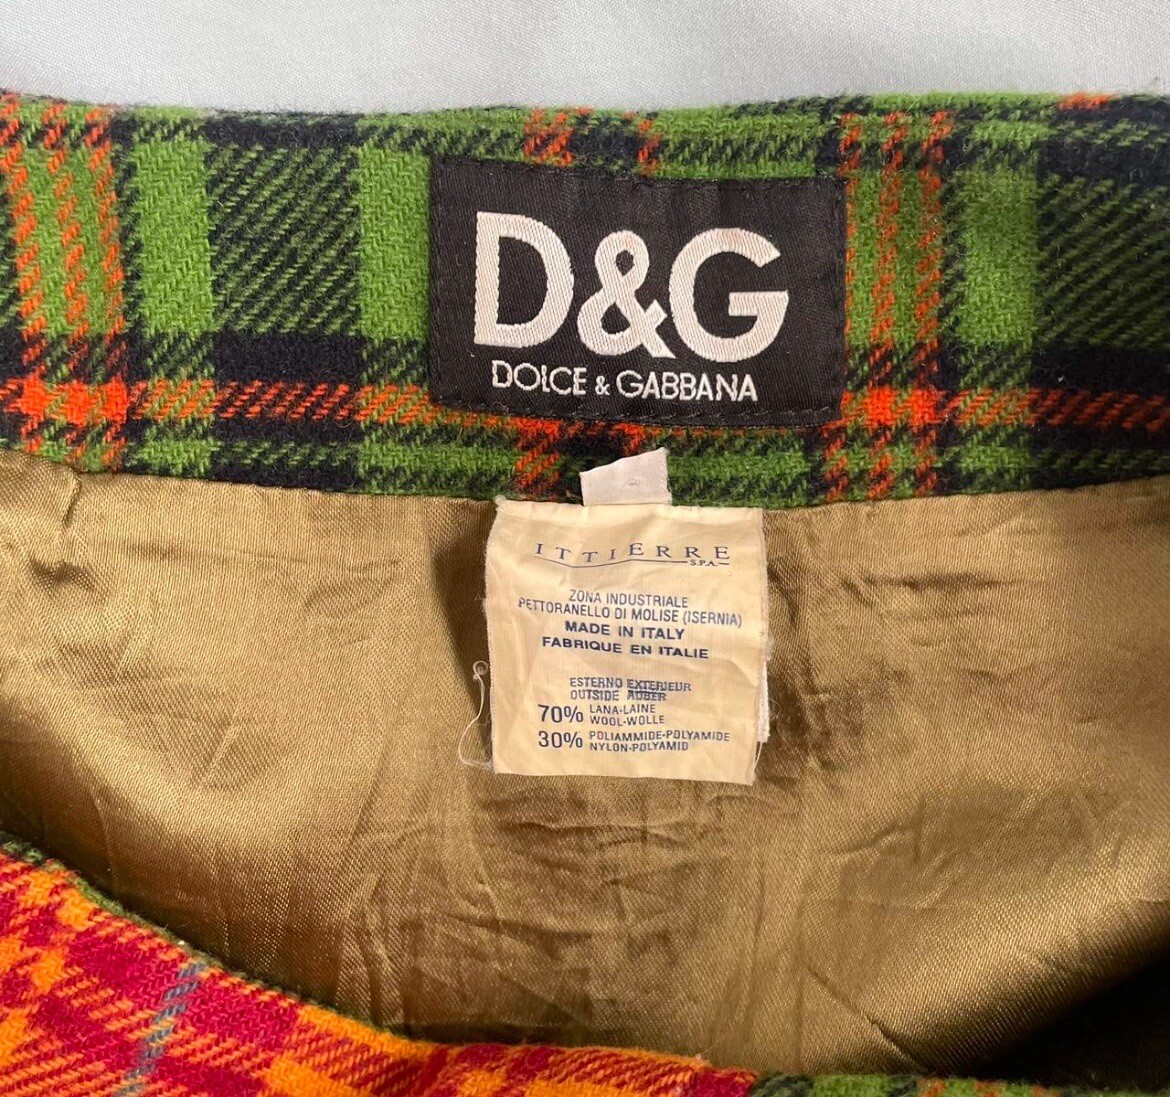 D&G
DOLCE & GABBANA
ITTIERRE
S.P.A.
ZONA INDUSTRIALE
PETTORANELLO DI MOLISE (ISERNIA)
MADE IN ITALY
FABRIQUE EN ITALIE
ESTERNO EXTERIEUR
OUTSIDE AUBER
70% LANA-LAINE
WOOL-WOLLE
30% POLIAMMIDE-POLYAMIDE
NYLON-POLYAMID